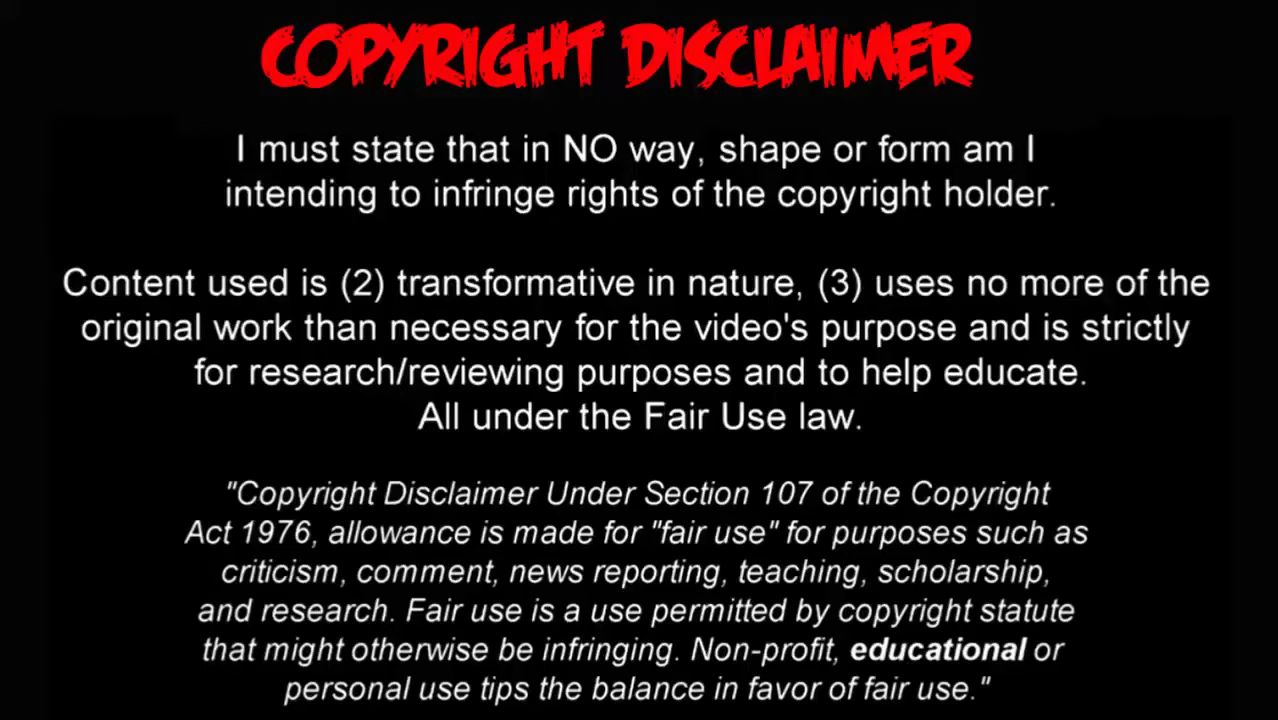 COPYRIGHT DISCLAIMER
I must state that in NO way, shape or form am I
intending to infringe rights of the copyright holder.
Content used is (2) transformative in nature, (3) uses no more of the
original work than necessary for the video's purpose and is strictly
for research/reviewing purposes and to help educate.
All under the Fair Use law.
"Copyright Disclaimer Under Section 107 of the Copyright
Act 1976, allowance is made for "fair use" for purposes such as
criticism, comment, news reporting, teaching, scholarship,
and research. Fair use is a use permitted by copyright statute
that might otherwise be infringing. Non-profit, educational or
personal use tips the balance in favor of fair use."